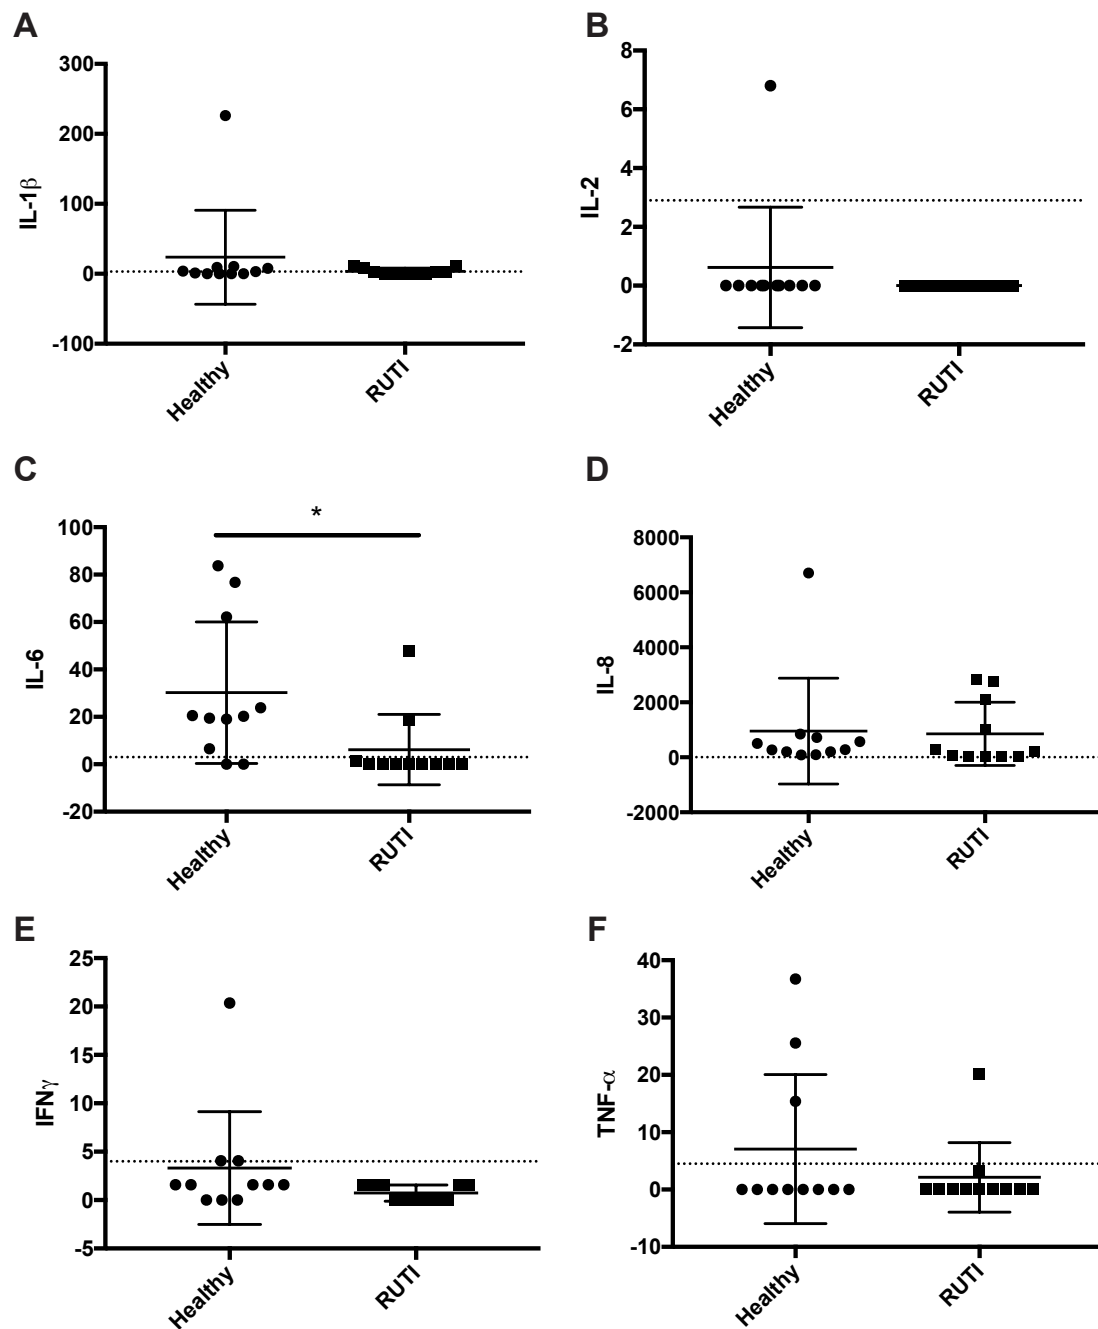 A
IL-1β
300
200
100
0
-100
Healthy
RUTI
B
IL-2
8
6
4
2
0
-2
Healthy
RUTI
C
IL-6
100
80
60
40
20
0
-20
*
Healthy
RUTI
D
IL-8
8000
6000
4000
2000
0
-2000
Healthy
RUTI
E
IFNγ
25
20
15
10
5
0
-5
Healthy
RUTI
F
TNF-α
40
30
20
10
0
-10
Healthy
RUTI